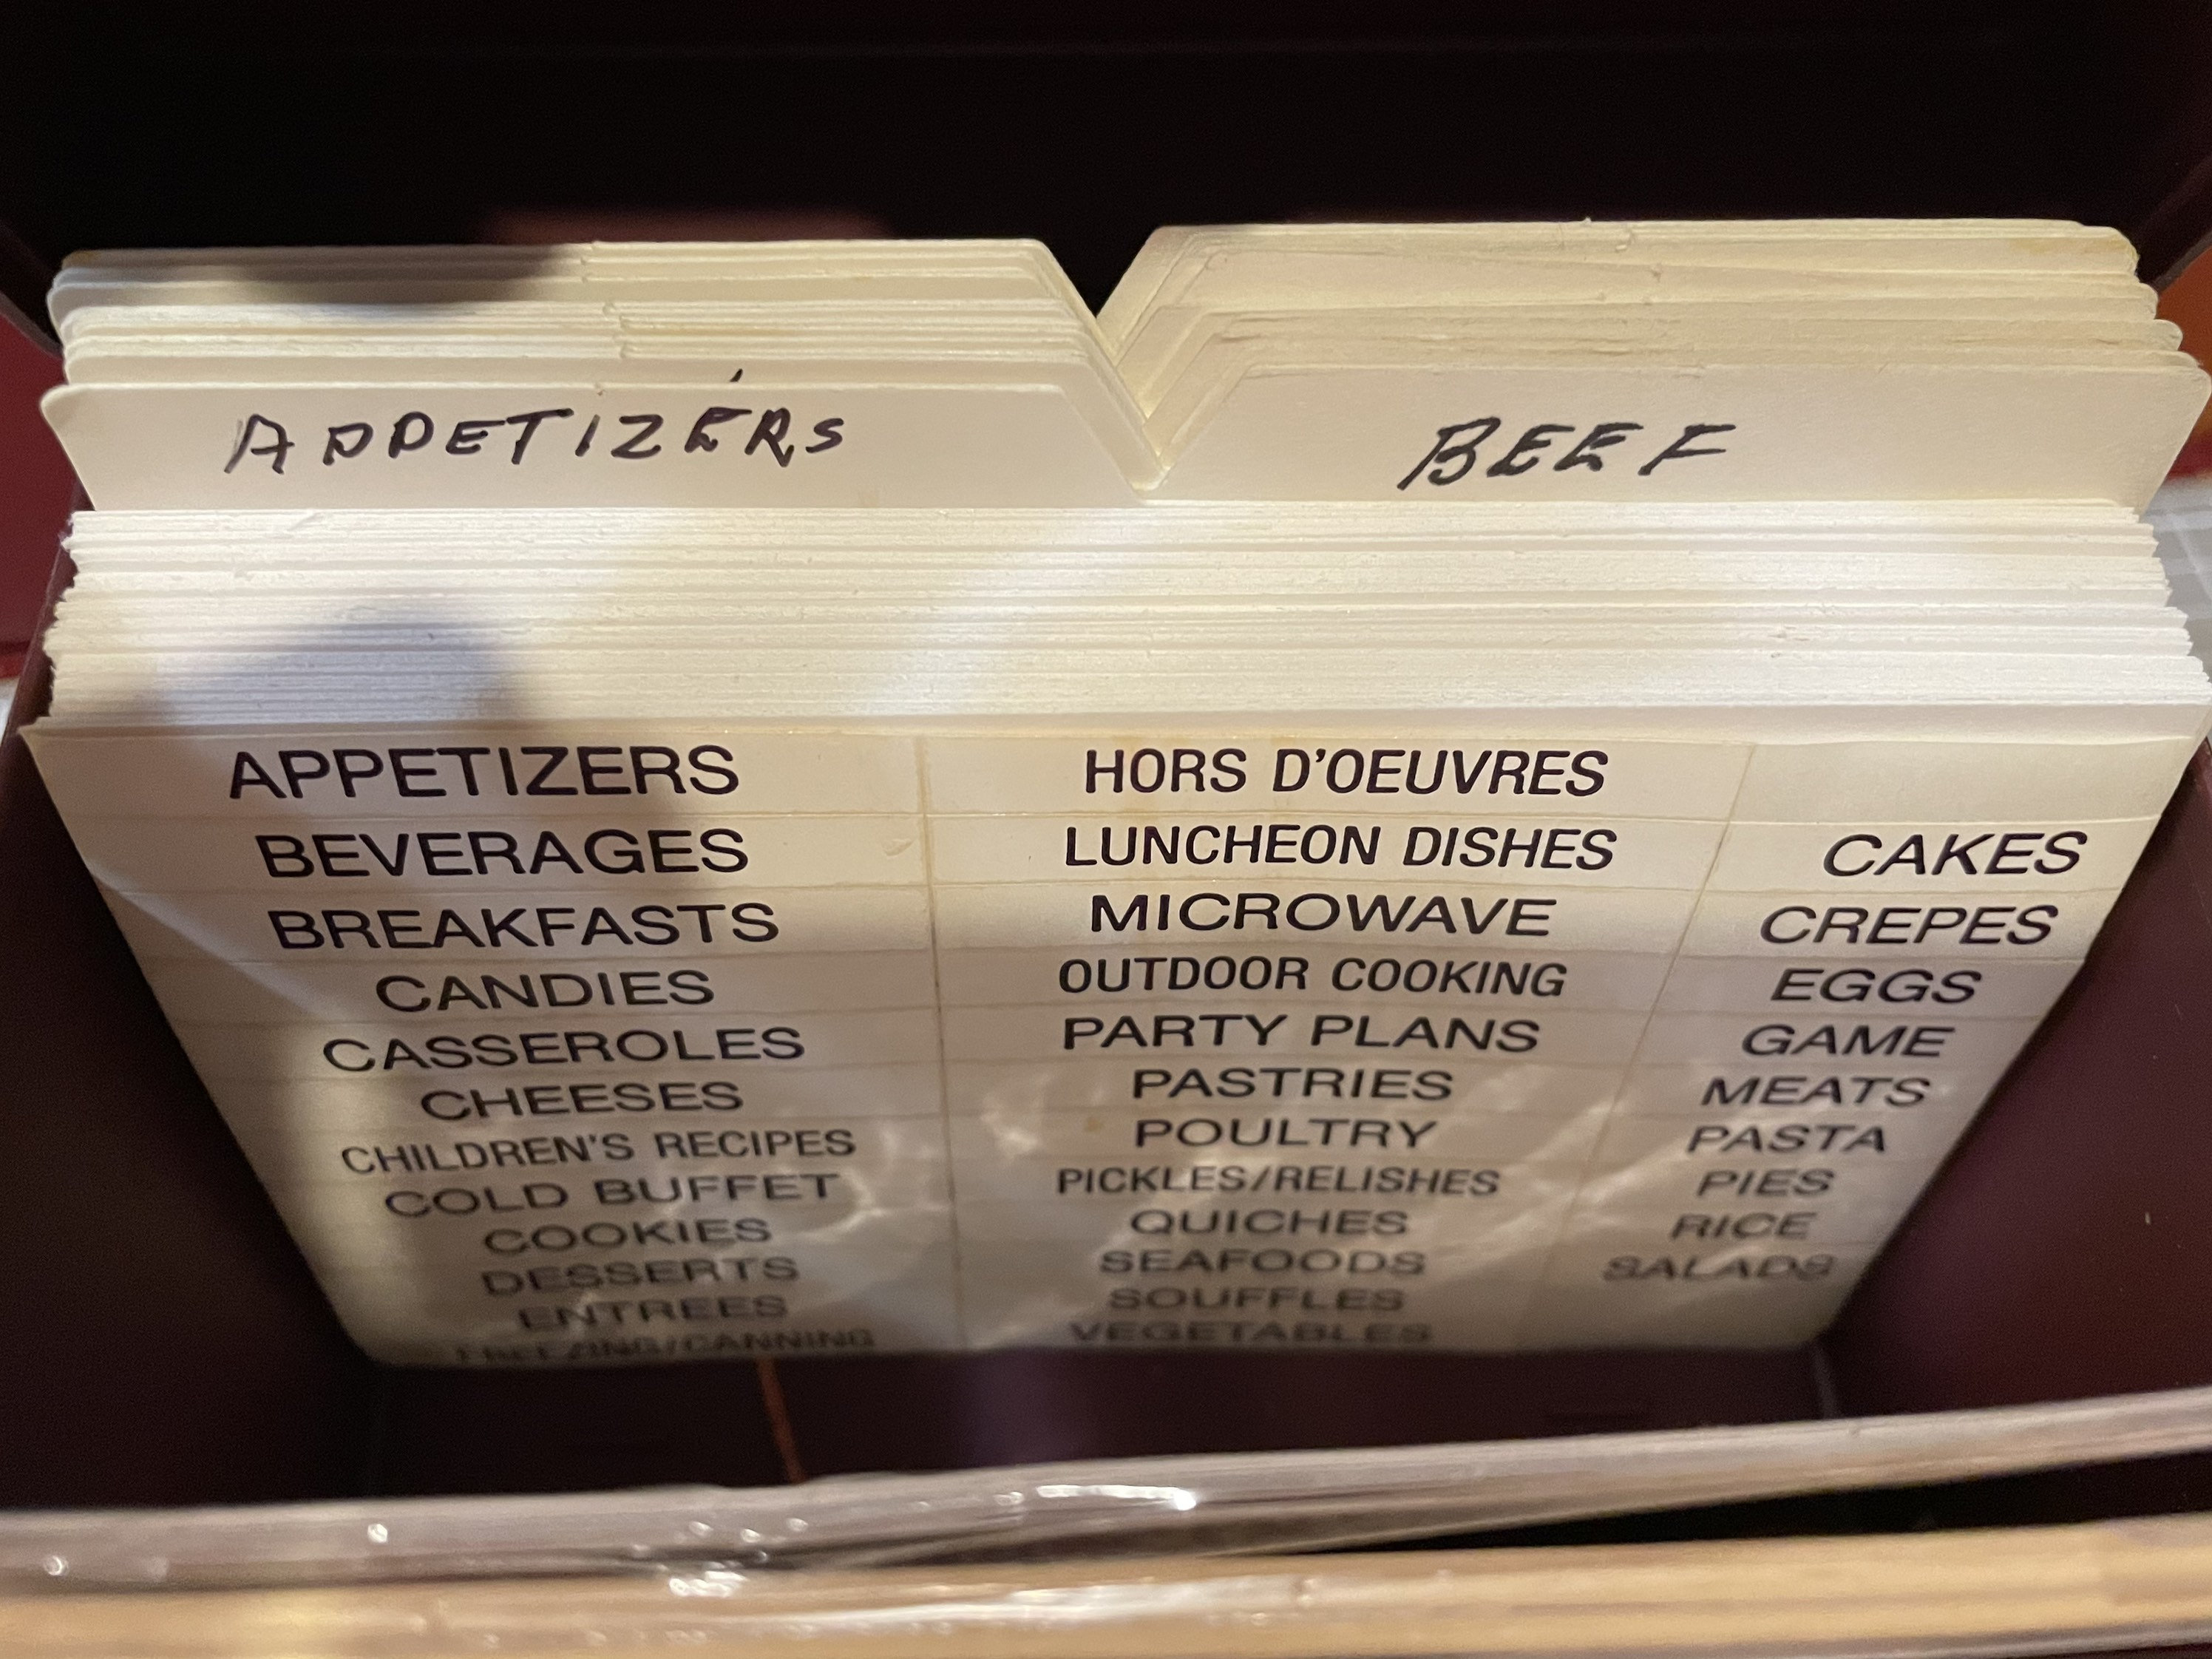 APPETIZERS
BEEF
APPETIZERS
BEVERAGES
BREAKFASTS
CANDIES
CASSEROLES
CHEESES
CHILDREN'S RECIPES
COLD BUFFET
COOKIES
DESSERTS
ENTREES
FREEZING/CANNING
HORS D'OEUVRES
LUNCHEON DISHES
MICROWAVE
OUTDOOR COOKING
PARTY PLANS
PASTRIES
POULTRY
PICKLES/RELISHES
QUICHES
SEAFOODS
SOUFFLES
VEGETABLES
CAKES
CREPES
EGGS
GAME
MEATS
PASTA
PIES
RICE
SALADS